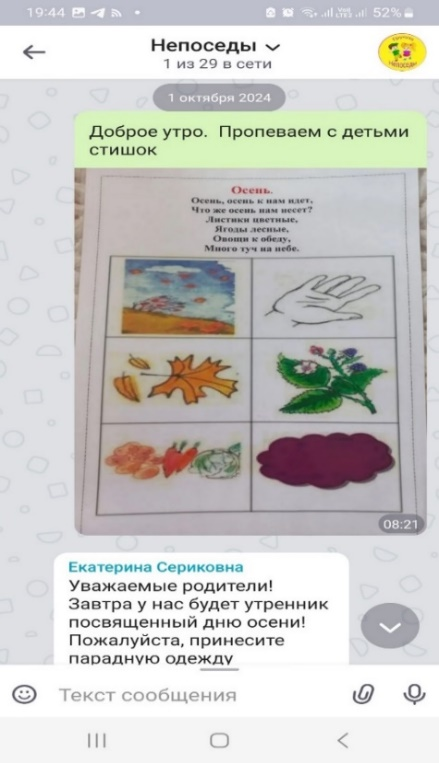 19:44
52%
Непоседы
1 из 29 в сети
НЕПОСЕДЫ
1 октября 2024
Доброе утро. Пропеваем с детьми
стишок
Осень.
Осень, осень к нам идет,
Что же осень нам несет?
Листики цветные,
Ягоды лесные,
Овощи к обеду,
Много туч на небе.
08:21
Екатерина Сериковна
Уважаемые родители!
Завтра у нас будет утренник
посвященный дню осени!
Пожалуйста, принесите
парадную одежду
Текст сообщения